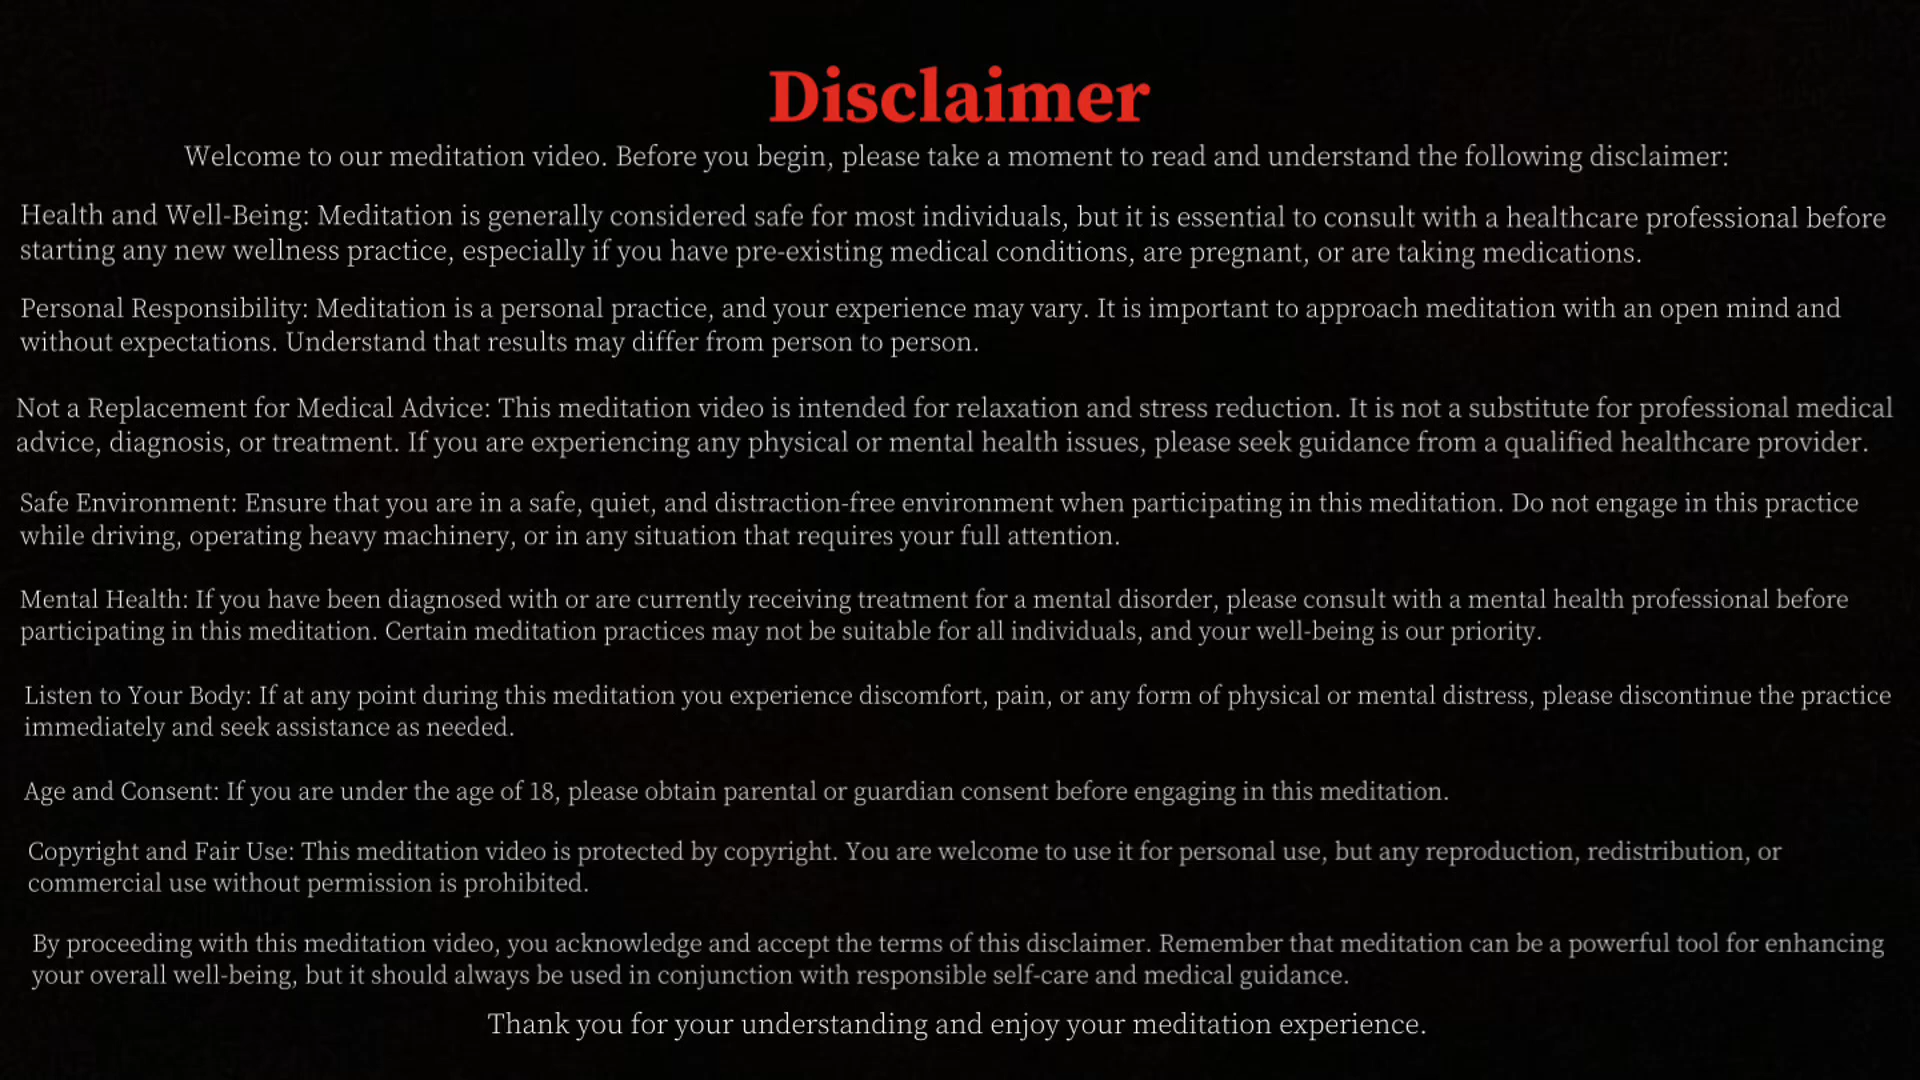 Disclaimer
Welcome to our meditation video. Before you begin, please take a moment to read and understand the following disclaimer:
Health and Well-Being: Meditation is generally considered safe for most individuals, but it is essential to consult with a healthcare professional before
starting any new wellness practice, especially if you have pre-existing medical conditions, are pregnant, or are taking medications.
Personal Responsibility: Meditation is a personal practice, and your experience may vary. It is important to approach meditation with an open mind and
without expectations. Understand that results may differ from person to person.
Not a Replacement for Medical Advice: This meditation video is intended for relaxation and stress reduction. It is not a substitute for professional medical
advice, diagnosis, or treatment. If you are experiencing any physical or mental health issues, please seek guidance from a qualified healthcare provider.
Safe Environment: Ensure that you are in a safe, quiet, and distraction-free environment when participating in this meditation. Do not engage in this practice
while driving, operating heavy machinery, or in any situation that requires your full attention.
Mental Health: If you have been diagnosed with or are currently receiving treatment for a mental disorder, please consult with a mental health professional before
participating in this meditation. Certain meditation practices may not be suitable for all individuals, and your well-being is our priority.
Listen to Your Body: If at any point during this meditation you experience discomfort, pain, or any form of physical or mental distress, please discontinue the practice
immediately and seek assistance as needed.
Age and Consent: If you are under the age of 18, please obtain parental or guardian consent before engaging in this meditation.
Copyright and Fair Use: This meditation video is protected by copyright. You are welcome to use it for personal use, but any reproduction, redistribution, or
commercial use without permission is prohibited.
By proceeding with this meditation video, you acknowledge and accept the terms of this disclaimer. Remember that meditation can be a powerful tool for enhancing
your overall well-being, but it should always be used in conjunction with responsible self-care and medical guidance.
Thank you for your understanding and enjoy your meditation experience.